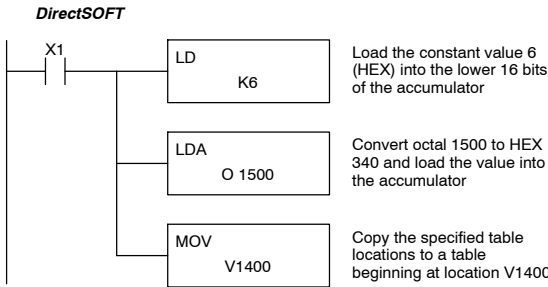 DirectSOFT
X1
LD
K6
Load the constant value 6
(HEX) into the lower 16 bits
of the accumulator
LDA
O 1500
Convert octal 1500 to HEX
340 and load the value into
the accumulator
MOV
V1400
Copy the specified table
locations to a table
beginning at location V1400